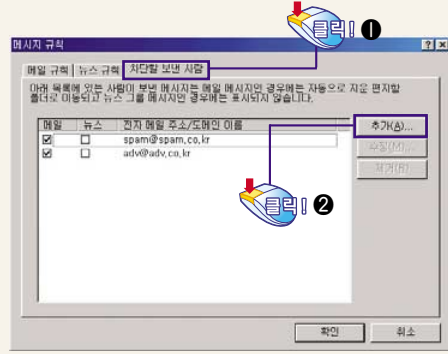 클릭! ❶
메시지 규칙
메일 규칙 뉴스 규칙 차단할 보낸 사람
아래 목록에 있는 사람이 보낸 메시지는 메일 메시지인 경우에는 자동으로 지운 편지함
폴더로 이동되고 뉴스 그룹 메시지인 경우에는 표시되지 않습니다.
메일 뉴스 전자 메일 주소/도메인 이름 추가(A)...
spam@spam.co.kr 수정(M)...
adv@adv.co.kr 제거(R)
클릭! ❷
확인 취소